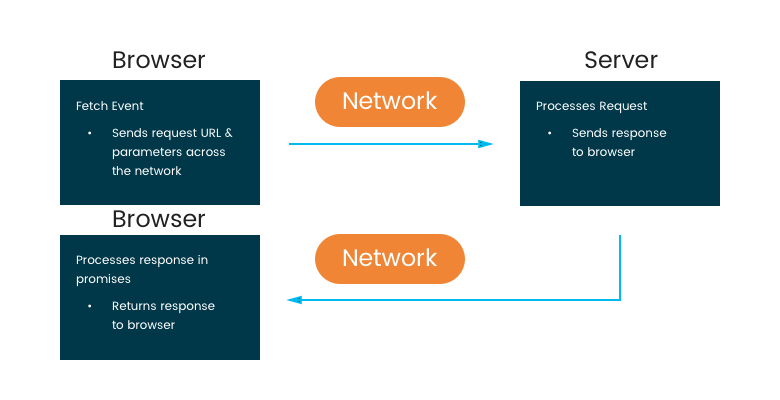 Browser
Fetch Event
• Sends request URL &
parameters across
the network
Network
Server
Processes Request
• Sends response
to browser
Browser
Processes response in
promises
• Returns response
to browser
Network